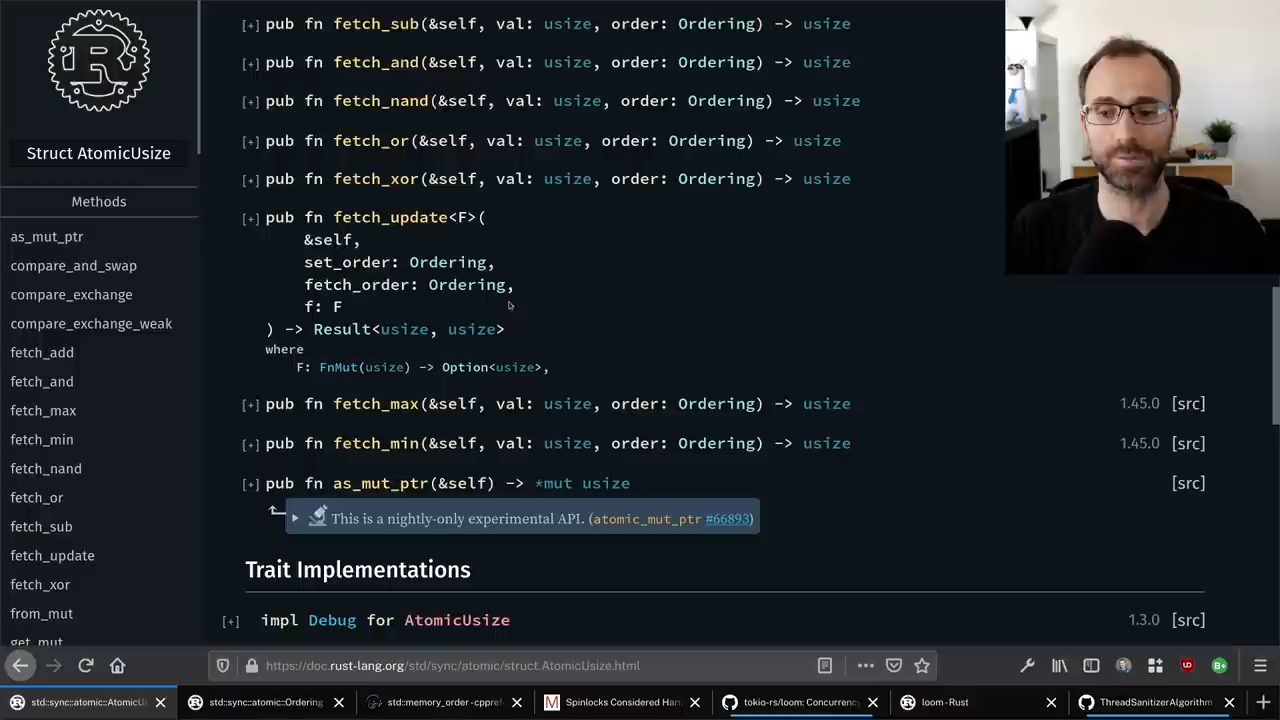 [+] pub fn fetch_sub(&self, val: usize, order: Ordering) -> usize
[+] pub fn fetch_and(&self, val: usize, order: Ordering) -> usize
[+] pub fn fetch_nand(&self, val: usize, order: Ordering) -> usize
[+] pub fn fetch_or(&self, val: usize, order: Ordering) -> usize
[+] pub fn fetch_xor(&self, val: usize, order: Ordering) -> usize
[+] pub fn fetch_update<F>(
&self,
set_order: Ordering,
fetch_order: Ordering,
f: F
) -> Result<usize, usize>
where
F: FnMut(usize) -> Option<usize>,
[+] pub fn fetch_max(&self, val: usize, order: Ordering) -> usize 1.45.0 [src]
[+] pub fn fetch_min(&self, val: usize, order: Ordering) -> usize 1.45.0 [src]
[+] pub fn as_mut_ptr(&self) -> *mut usize [src]
This is a nightly-only experimental API. (atomic_mut_ptr #66893)
Trait Implementations
[+] impl Debug for AtomicUsize 1.3.0 [src]
R
Struct AtomicUsize
Methods
as_mut_ptr
compare_and_swap
compare_exchange
compare_exchange_weak
fetch_add
fetch_and
fetch_max
fetch_min
fetch_nand
fetch_or
fetch_sub
fetch_update
fetch_xor
from_mut
get_mut
https://doc.rust-lang.org/std/sync/atomic/struct.AtomicUsize.html
std::sync::atomic::AtomicU
std::sync::atomic::Ordering
std::memory_order - cppref
Spinlocks Considered Har
tokio-rs/loom: Concurrency
loom - Rust
ThreadSanitizerAlgorithm